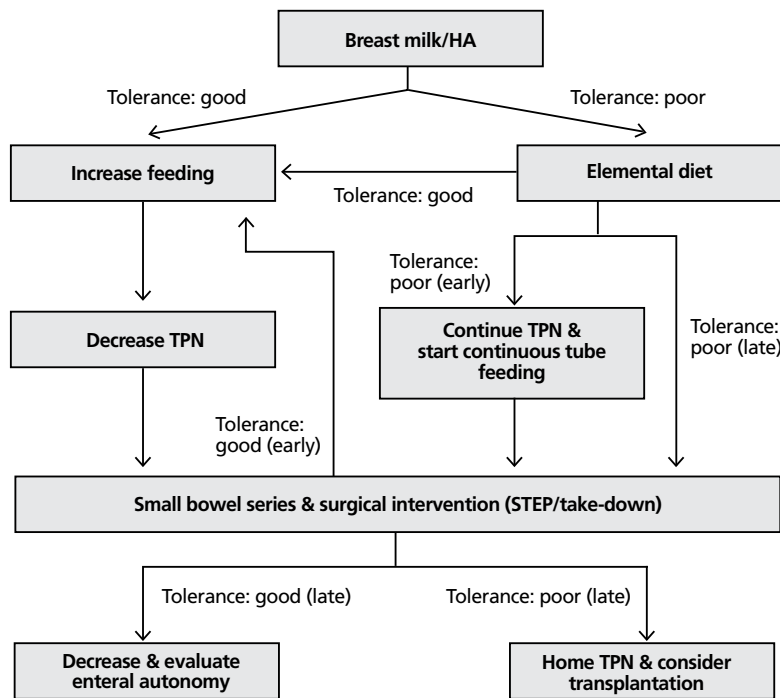 Breast milk/HA
Tolerance: good
Tolerance: poor
Increase feeding
Elemental diet
Tolerance: good
Tolerance:
poor (early)
Decrease TPN
Continue TPN &
start continuous tube
feeding
Tolerance:
poor (late)
Tolerance:
good (early)
Small bowel series & surgical intervention (STEP/take-down)
Tolerance: good (late)
Tolerance: poor (late)
Decrease & evaluate
enteral autonomy
Home TPN & consider
transplantation